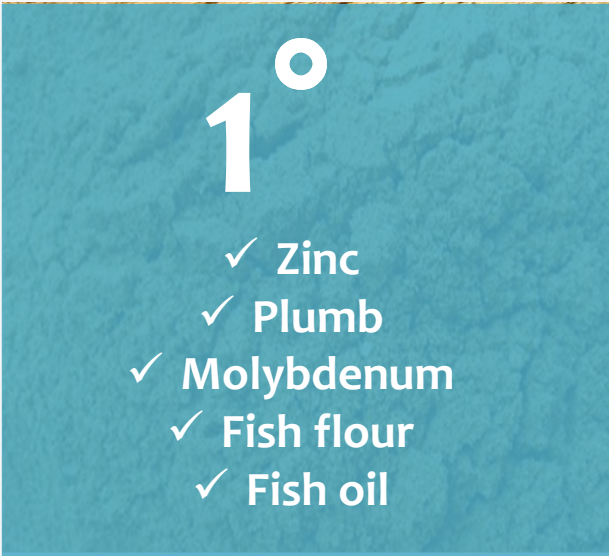 1°
✓ Zinc
✓ Plumb
✓ Molybdenum
✓ Fish flour
✓ Fish oil